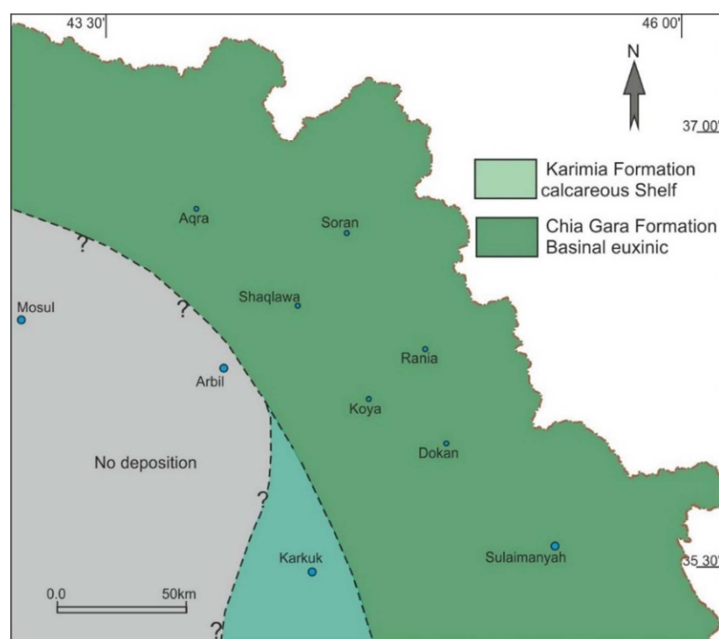 43 30'
46 00'
N
37 00'
Karimia Formation
calcareous Shelf
Chia Gara Formation
Basinal euxinic
Aqra
Soran
?
Shaqlawa
?
Mosul
Rania
Arbil
Koya
Dokan
No deposition
?
Sulaimanyah
35 30'
Karkuk
0.0
50km
?